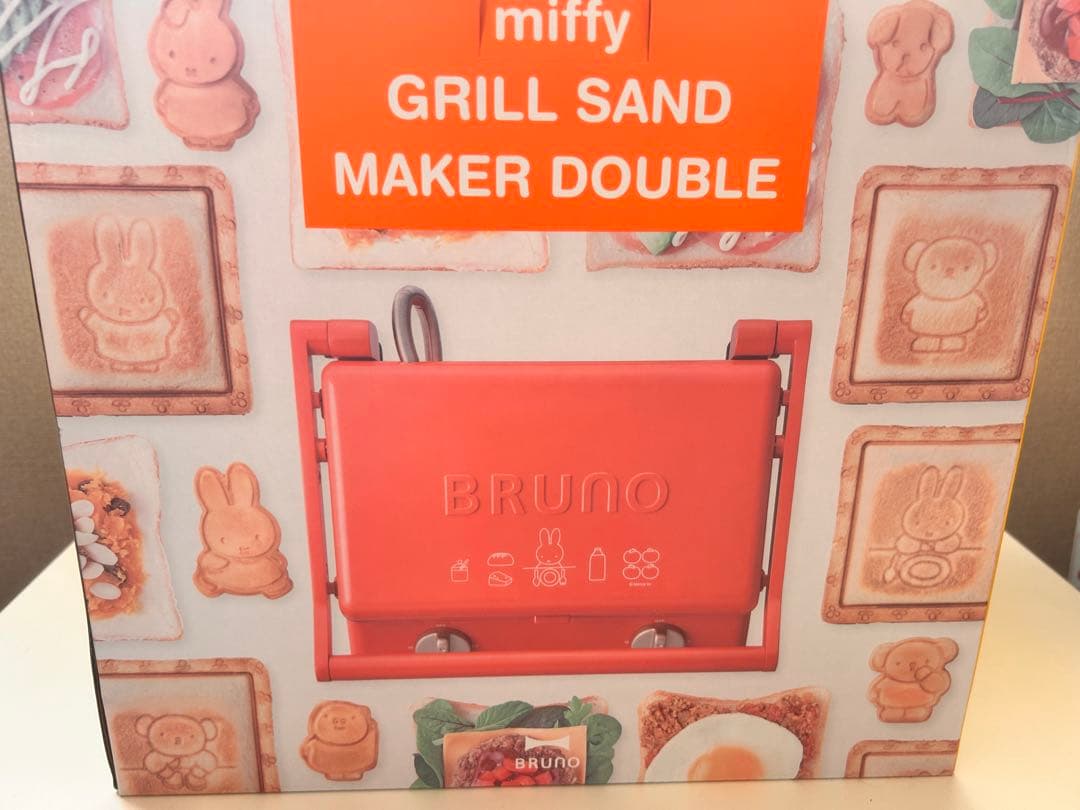 miffy
GRILL SAND
MAKER DOUBLE
BRUNO
BRUNO